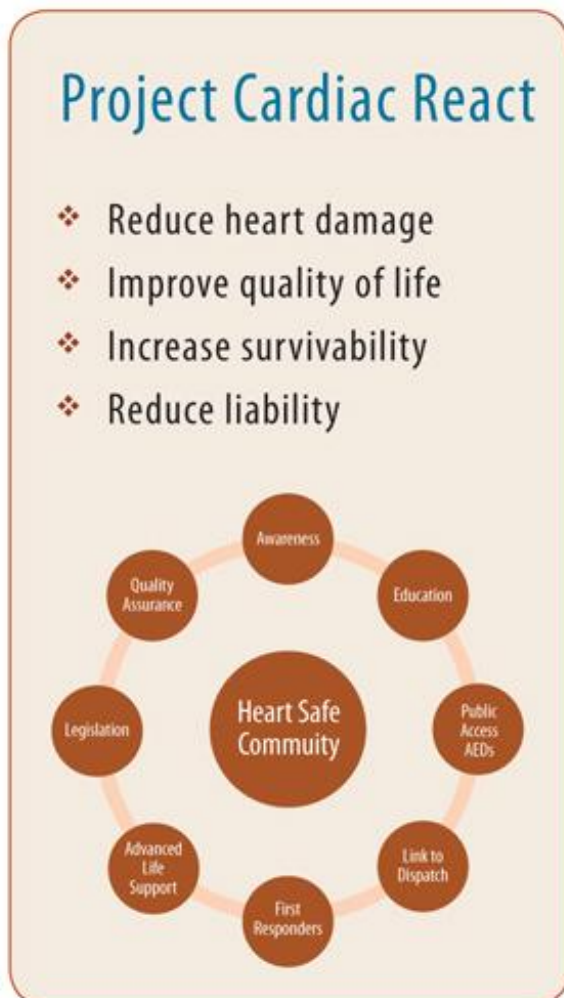 Project Cardiac React
Reduce heart damage
Improve quality of life
Increase survivability
Reduce liability
Awareness
Education
Public
Access
AEDs
Link to
Dispatch
First
Responders
Advanced
Life
Support
Legislation
Quality
Assurance
Heart Safe
Commuity